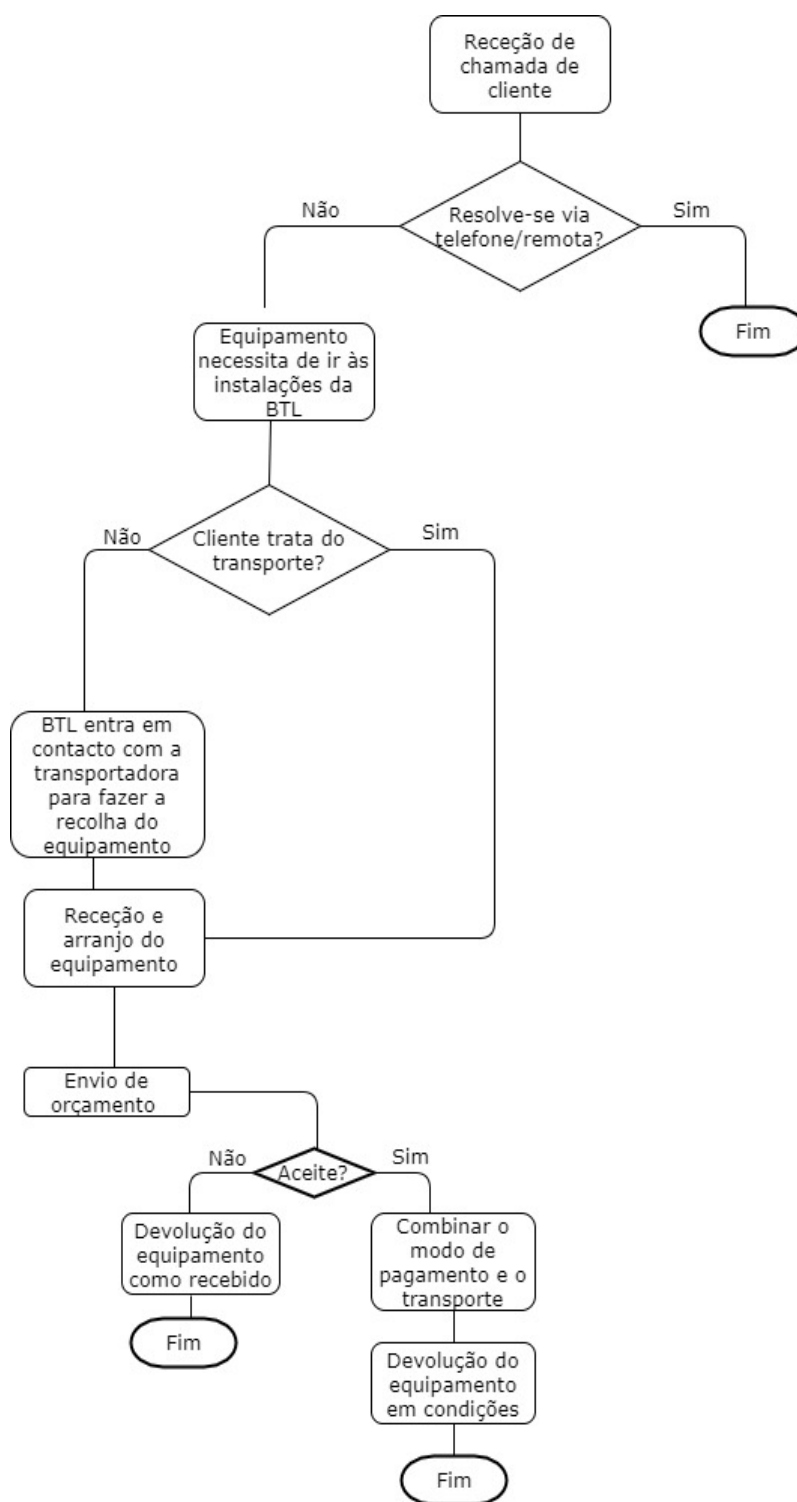 Receção de
chamada de
cliente
Não
Resolve-se via
telefone/remota?
Sim
Fim
Equipamento
necessita de ir às
instalações da
BTL
Não
Cliente trata do
transporte?
Sim
BTL entra em
contacto com a
transportadora
para fazer a
recolha do
equipamento
Receção e
arranjo do
equipamento
Envio de
orçamento
Não
Aceite?
Sim
Devolução do
equipamento
como recebido
Fim
Combinar o
modo de
pagamento e o
transporte
Devolução do
equipamento
em condições
Fim